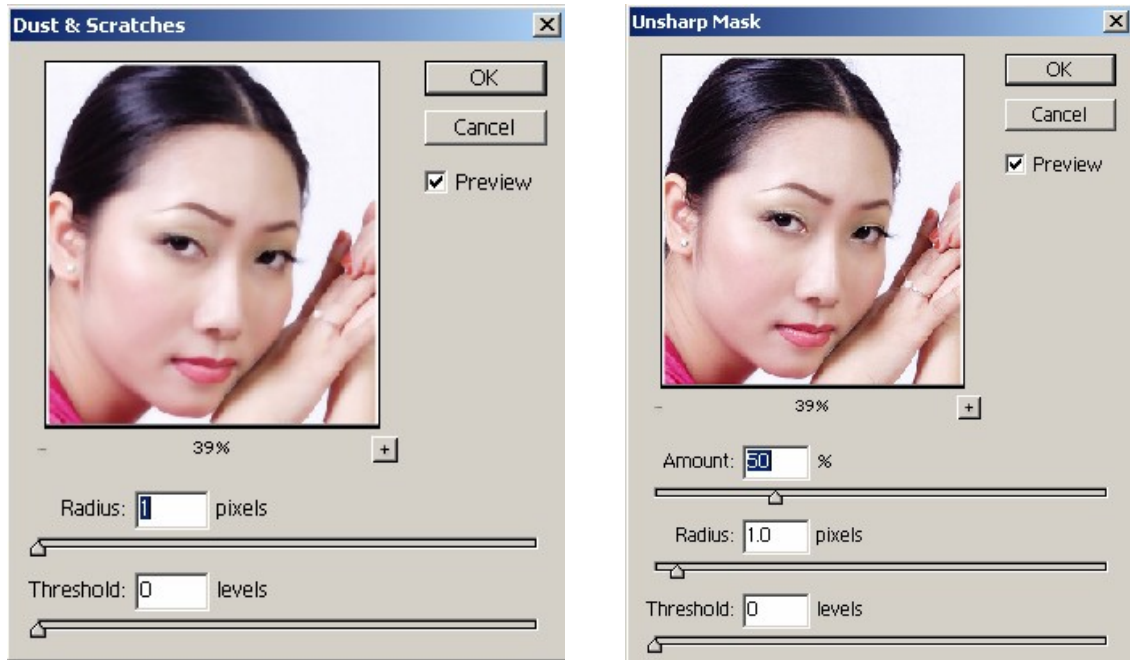 Dust & Scratches
OK
Cancel
Preview
39%
+
Radius: 1 pixels
Threshold: 0 levels
Unsharp Mask
OK
Cancel
Preview
39%
+
Amount: 50 %
Radius: 1.0 pixels
Threshold: 0 levels